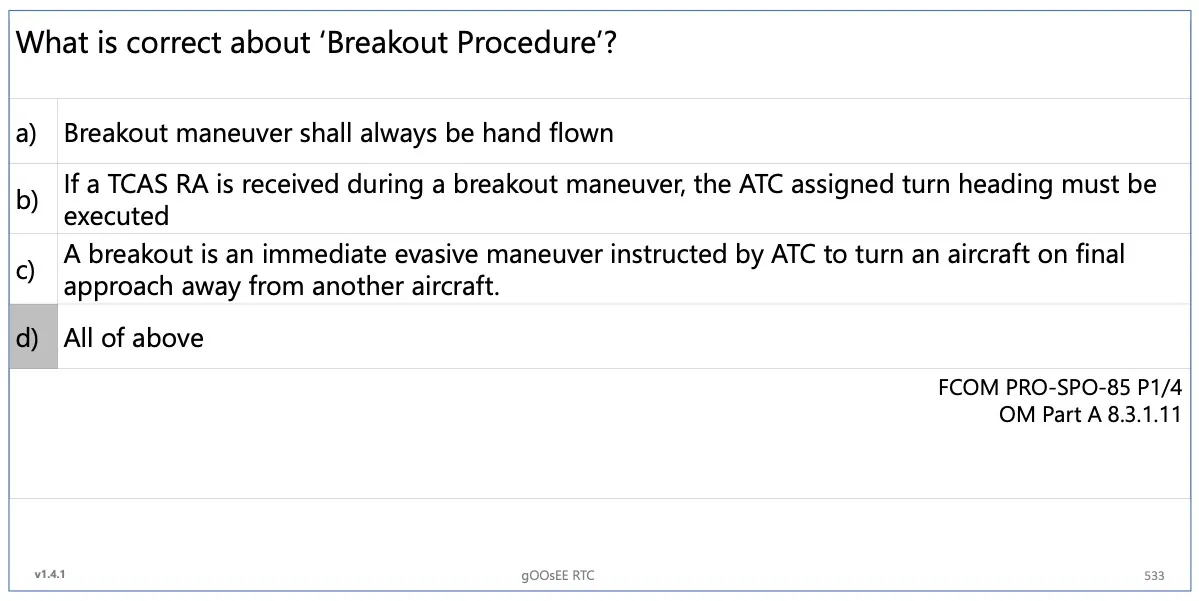 What is correct about ‘Breakout Procedure’?
a) Breakout maneuver shall always be hand flown
b) If a TCAS RA is received during a breakout maneuver, the ATC assigned turn heading must be
executed
c) A breakout is an immediate evasive maneuver instructed by ATC to turn an aircraft on final
approach away from another aircraft.
d) All of above
FCOM PRO-SPO-85 P1/4
OM Part A 8.3.1.11
v1.4.1 gOOsEE RTC 533